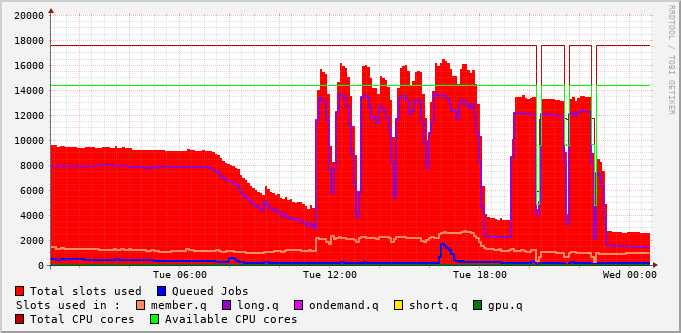 20000
18000
16000
14000
12000
10000
8000
6000
4000
2000
0
Tue 06:00 Tue 12:00 Tue 18:00 Wed 00:00
RRDTOOL / TOBI OETIKER
Total slots used Queued Jobs
Slots used in : member.q long.q ondemand.q short.q gpu.q
Total CPU cores Available CPU cores